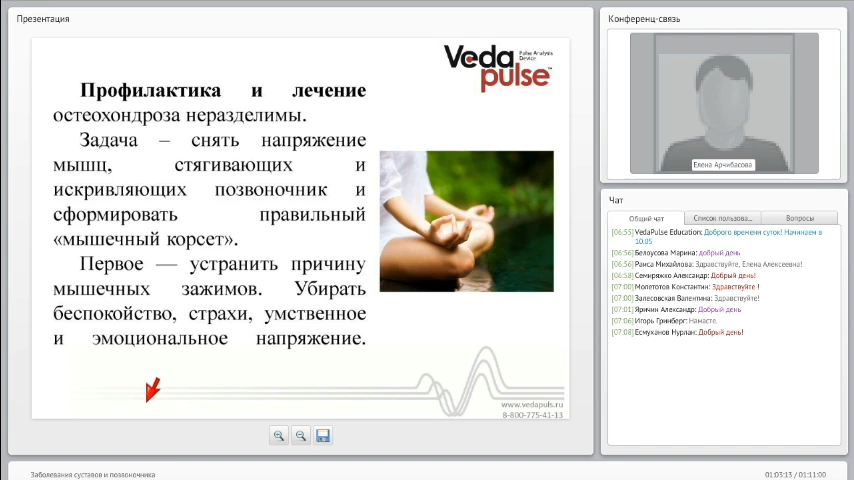 Презентация
Veda
Pulse Analysis
Device
pulse™
Профилактика и лечение
остеохондроза неразделимы.
Задача – снять напряжение
мышц, стягивающих и
искривляющих позвоночник и
сформировать правильный
«мышечный корсет».
Первое — устранить причину
мышечных зажимов. Убирать
беспокойство, страхи, умственное
и эмоциональное напряжение.
www.vedapuls.ru
8-800-775-41-13
Конференц-связь
Елена Арчибасова
Чат
Общий чат
Список пользова...
Вопросы
[06:55] VedaPulse Education: Доброго времени суток! Начинаем в
10.05
[06:56] Белоусова Марина: добрый день
[06:56] Раиса Михайлова: Здравствуйте, Елена Алексеевна!
[06:58] Семиряжко Александр: Добрый день!
[07:00] Молетотов Константин: Здравствуйте !
[07:00] Залесовская Валентина: Здравствуйте!
[07:01] Яричин Александр: Добрый день
[07:06] Игорь Гринберг: Намасте.
[07:08] Есмуханов Нурлан: Добрый день!
Заболевания суставов и позвоночника
01:03:13 / 01:11:00